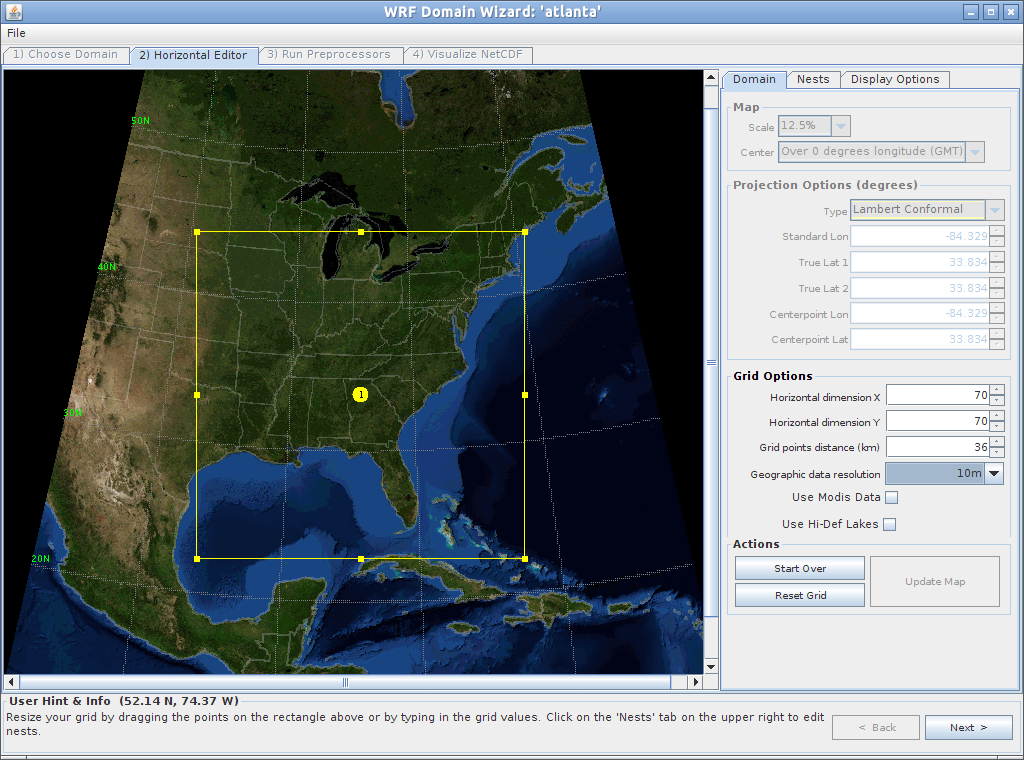 WRF Domain Wizard: 'atlanta'
File
1) Choose Domain
2) Horizontal Editor
3) Run Preprocessors
4) Visualize NetCDF
50N
40N
30N
20N
1
Domain
Nests
Display Options
Map
Scale 12.5%
Center Over 0 degrees longitude (GMT)
Projection Options (degrees)
Type Lambert Conformal
Standard Lon -84.329
True Lat 1 33.834
True Lat 2 33.834
Centerpoint Lon -84.329
Centerpoint Lat 33.834
Grid Options
Horizontal dimension X 70
Horizontal dimension Y 70
Grid points distance (km) 36
Geographic data resolution 10m
Use Modis Data
Use Hi-Def Lakes
Actions
Start Over
Update Map
Reset Grid
User Hint & Info (52.14 N, 74.37 W)
Resize your grid by dragging the points on the rectangle above or by typing in the grid values. Click on the 'Nests' tab on the upper right to edit
nests.
< Back
Next >